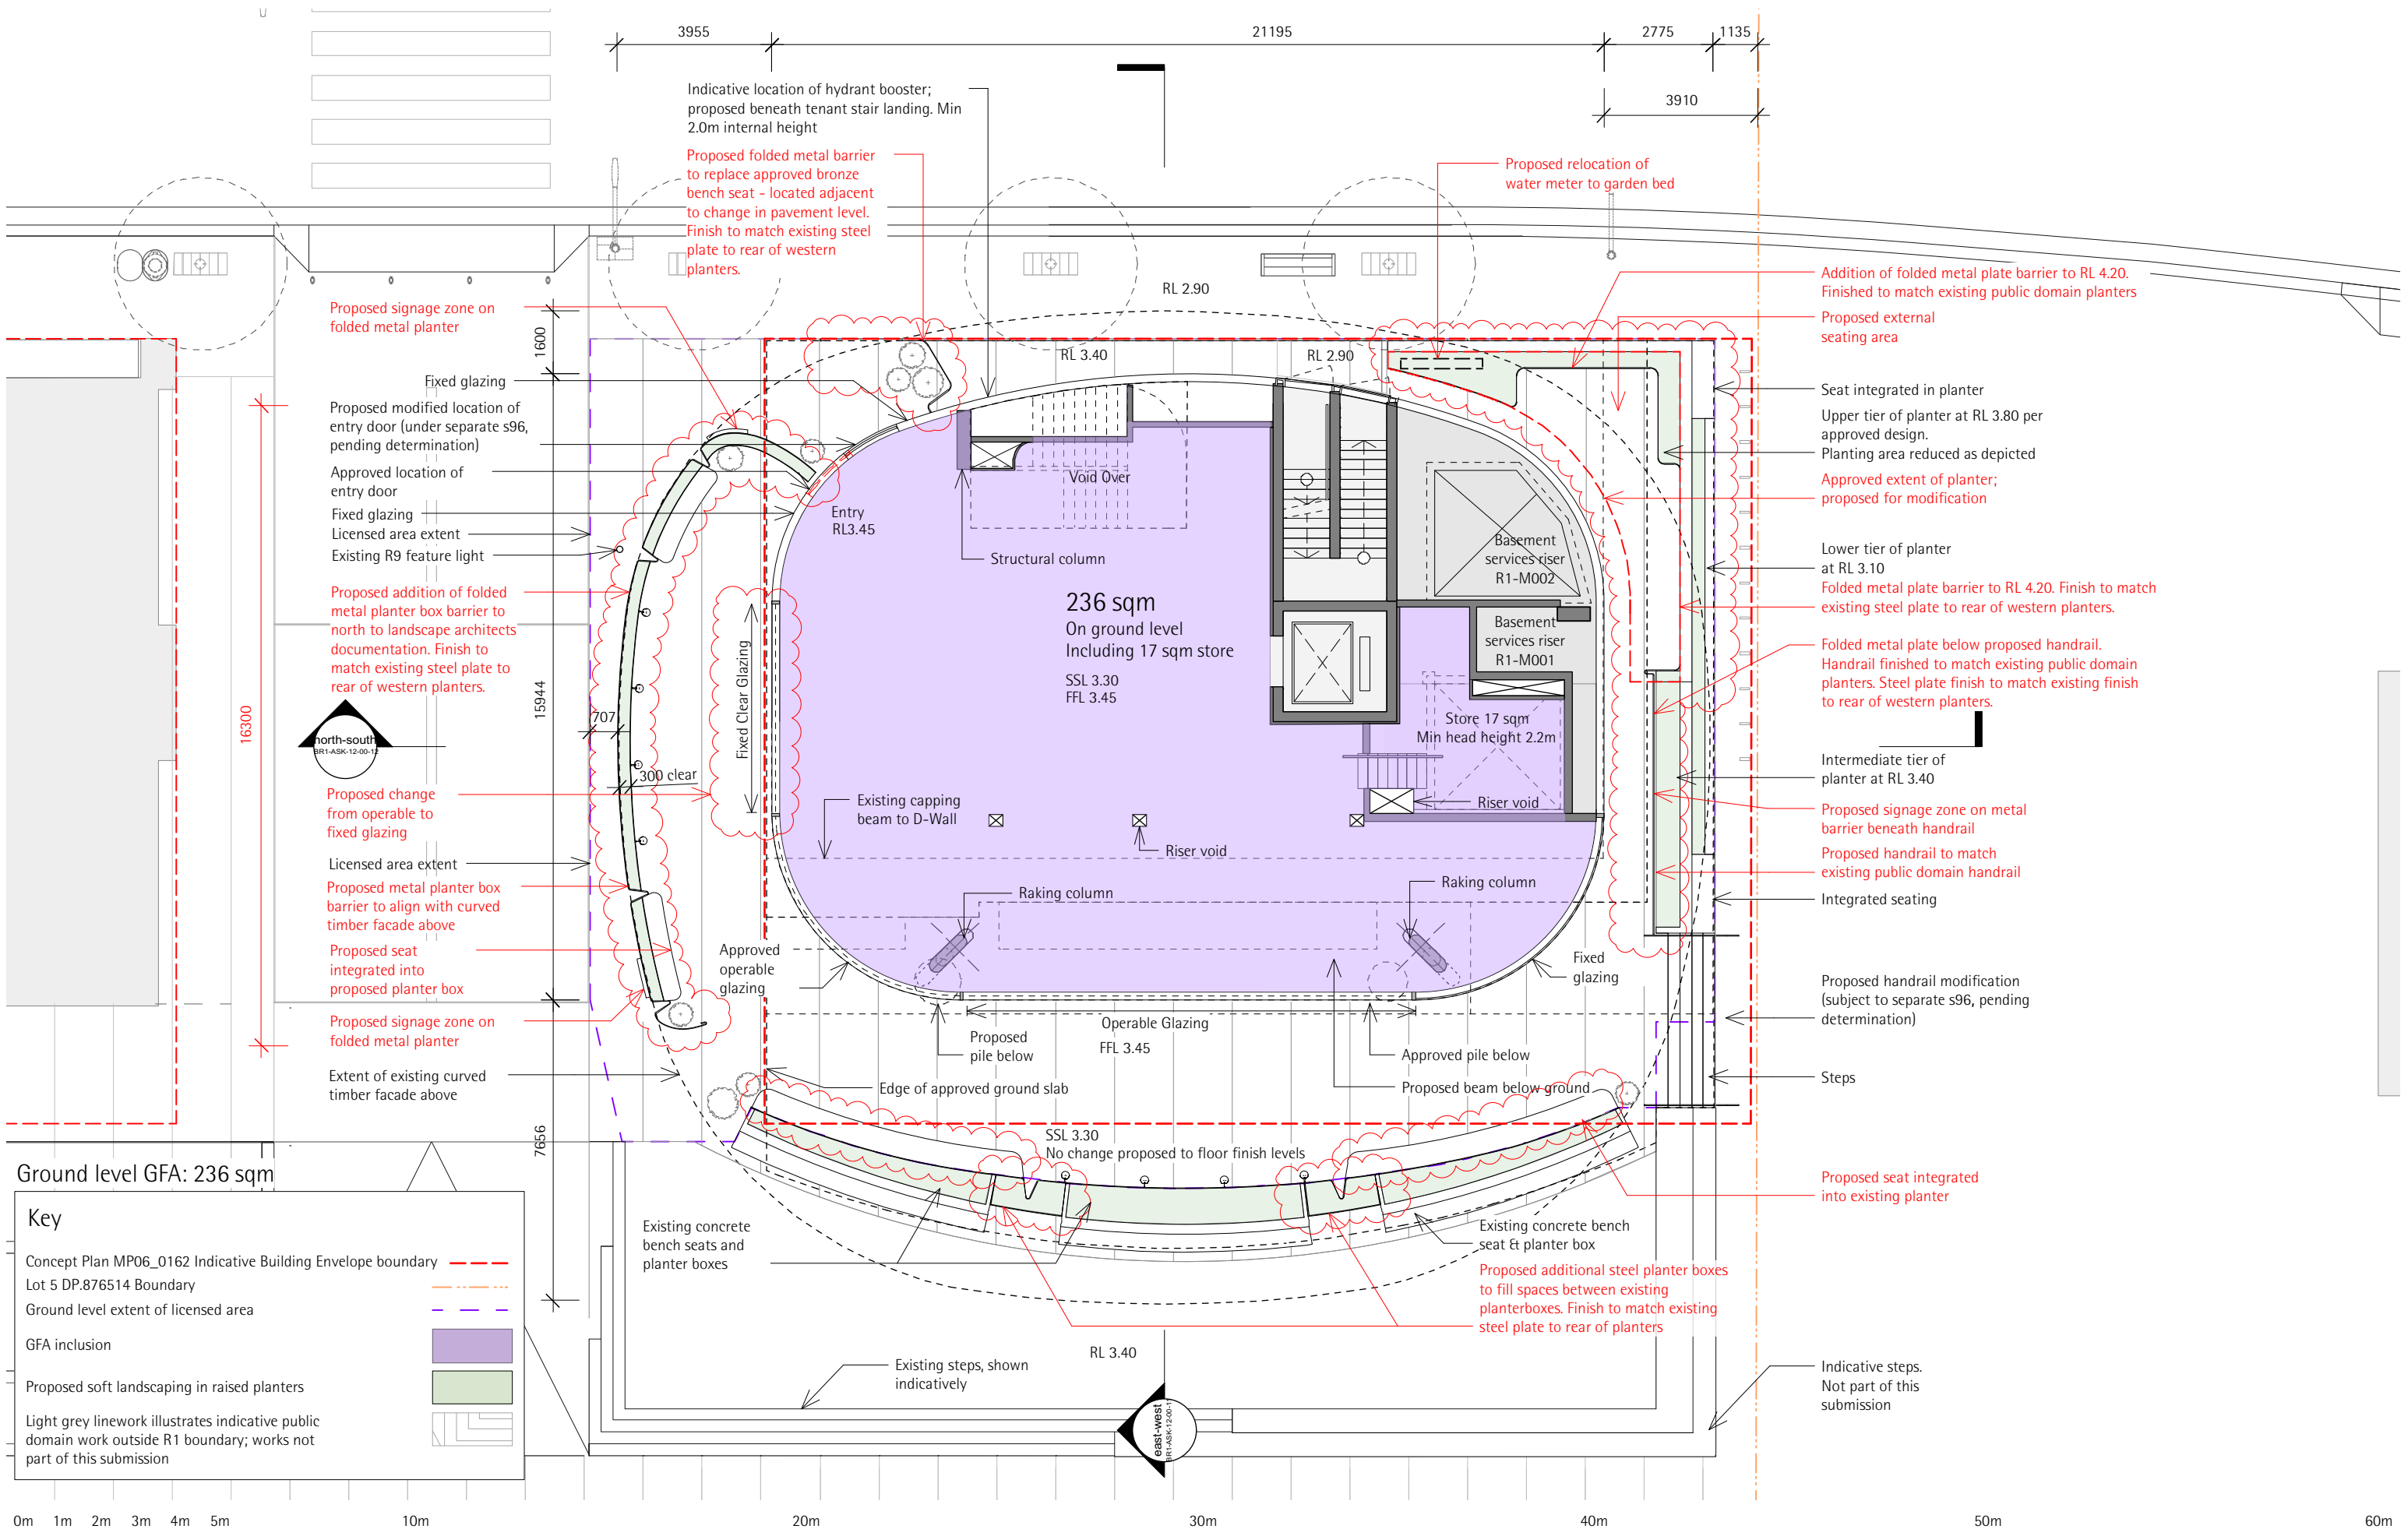 3955
21195
2775
1135
3910
Indicative location of hydrant booster;
proposed beneath tenant stair landing. Min
2.0m internal height
Proposed folded metal barrier
to replace approved bronze
bench seat - located adjacent
to change in pavement level.
Finish to match existing steel
plate to rear of western
planters.
Proposed relocation of
water meter to garden bed
RL 2.90
Addition of folded metal plate barrier to RL 4.20.
Finished to match existing public domain planters
Proposed external
seating area
Proposed signage zone on
folded metal planter
1600
RL 3.40
RL 2.90
Fixed glazing
Seat integrated in planter
Proposed modified location of
entry door (under separate s96,
pending determination)
Upper tier of planter at RL 3.80 per
approved design.
Planting area reduced as depicted
Approved location of
entry door
Void Over
Approved extent of planter;
proposed for modification
Fixed glazing
Entry
RL3.45
Licensed area extent
Existing R9 feature light
Structural column
Basement
services riser
R1-M002
Lower tier of planter
at RL 3.10
Folded metal plate barrier to RL 4.20. Finish to match
existing steel plate to rear of western planters.
Proposed addition of folded
metal planter box barrier to
north to landscape architects
documentation. Finish to
match existing steel plate to
rear of western planters.
236 sqm
On ground level
Including 17 sqm store
SSL 3.30
FFL 3.45
Basement
services riser
R1-M001
Folded metal plate below proposed handrail.
Handrail finished to match existing public domain
planters. Steel plate finish to match existing finish
to rear of western planters.
16300
15944
707
Fixed Clear Glazing
Store 17 sqm
Min head height 2.2m
north-south
BR1-ASK-12-00-12
300 clear
Intermediate tier of
planter at RL 3.40
Proposed change
from operable to
fixed glazing
Existing capping
beam to D-Wall
Riser void
Proposed signage zone on metal
barrier beneath handrail
Riser void
Licensed area extent
Proposed handrail to match
existing public domain handrail
Proposed metal planter box
barrier to align with curved
timber facade above
Raking column
Raking column
Integrated seating
Proposed seat
integrated into
proposed planter box
Approved
operable
glazing
Fixed
glazing
Proposed handrail modification
(subject to separate s96, pending
determination)
Proposed signage zone on
folded metal planter
Operable Glazing
FFL 3.45
Proposed
pile below
Approved pile below
Extent of existing curved
timber facade above
Edge of approved ground slab
Proposed beam below ground
Steps
7656
SSL 3.30
No change proposed to floor finish levels
Ground level GFA: 236 sqm
Proposed seat integrated
into existing planter
Key
Concept Plan MP06_0162 Indicative Building Envelope boundary
Lot 5 DP.876514 Boundary
Ground level extent of licensed area
GFA inclusion
Proposed soft landscaping in raised planters
Light grey linework illustrates indicative public
domain work outside R1 boundary; works not
part of this submission
Existing concrete
bench seats and
planter boxes
Existing concrete bench
seat & planter box
Proposed additional steel planter boxes
to fill spaces between existing
planterboxes. Finish to match existing
steel plate to rear of planters
RL 3.40
Existing steps, shown
indicatively
Indicative steps.
Not part of this
submission
east-west
0m 1m 2m 3m 4m 5m 10m 20m 30m 40m 50m 60m